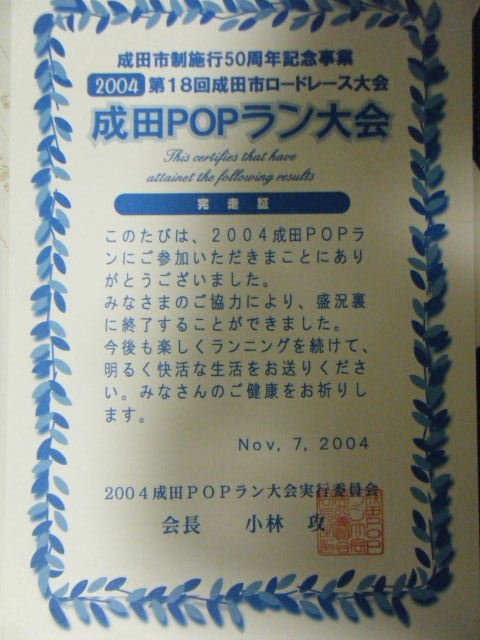 成田市制施行50周年記念事業
2004 第18回成田市ロードレース大会
成田POPラン大会
This certifies that have
attainet the following results
完走証
このたびは、2004成田POPラ
ンにご参加いただきまことにあり
がとうございました。
みなさまのご協力により、盛況裏
に終了することができました。
今後も楽しくランニングを続けて、
明るく快活な生活をお送りくださ
い。みなさんのご健康をお祈りし
ます。
Nov, 7, 2004
2004成田POPラン大会実行委員会
会長 小林 攻